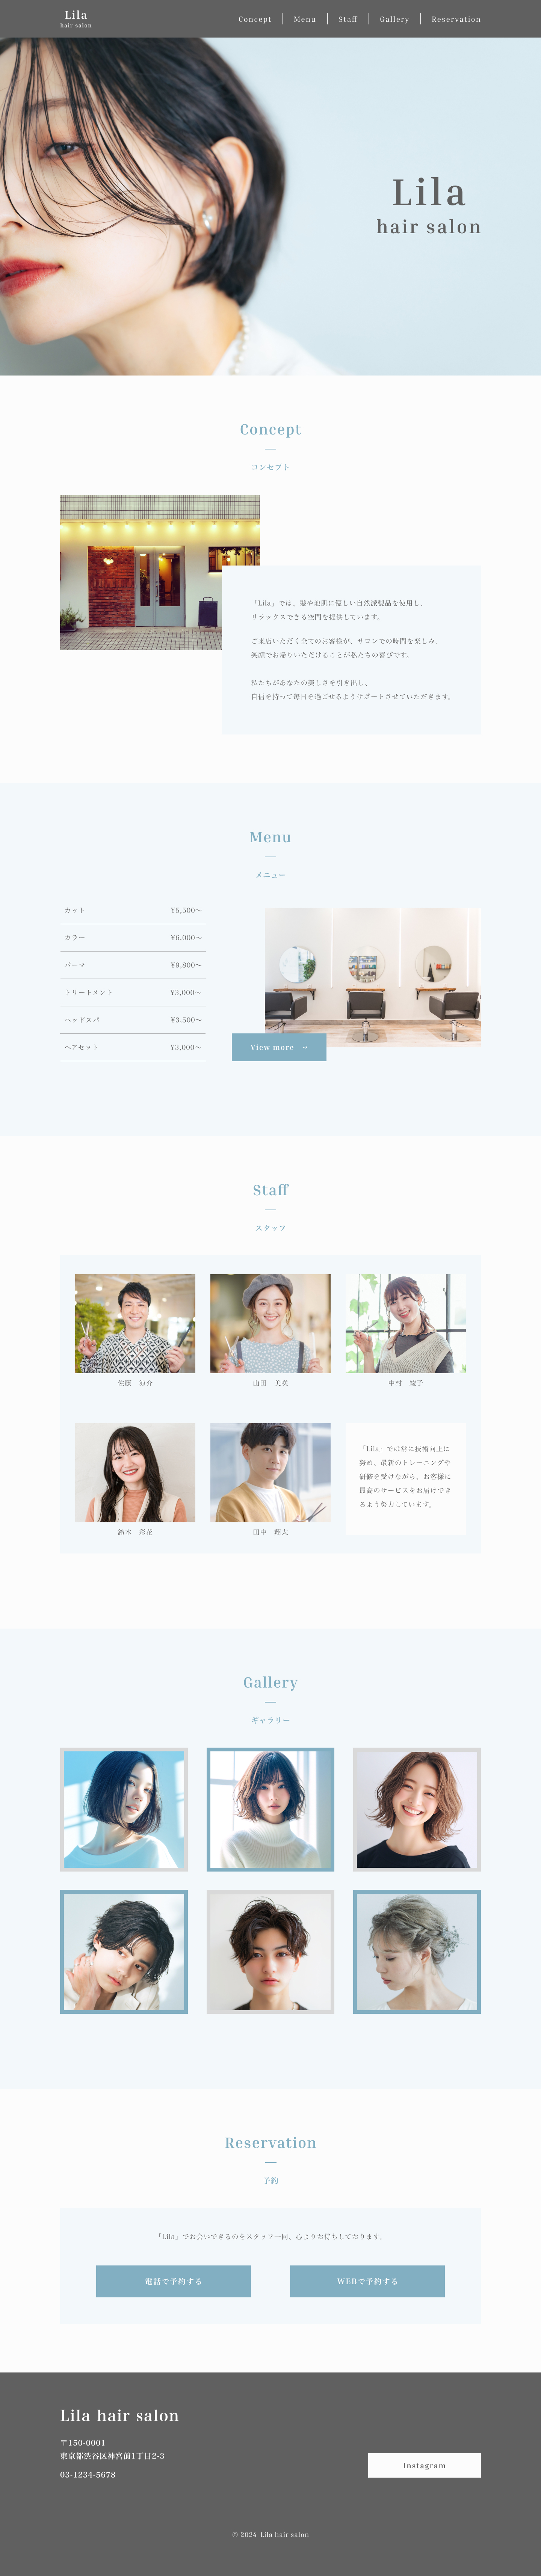 Lila
hair salon
Concept
Menu
Staff
Gallery
Reservation
Lila
hair salon
Concept
コンセプト
「Lila」では、髪や地肌に優しい自然派製品を使用し、
リラックスできる空間を提供しています。
ご来店いただく全てのお客様が、サロンでの時間を楽しみ、
笑顔でお帰りいただけることが私たちの喜びです。
私たちがあなたの美しさを引き出し、
自信を持って毎日を過ごせるようサポートさせていただきます。
Menu
メニュー
カット ¥5,500〜
カラー ¥6,000〜
パーマ ¥9,800〜
トリートメント ¥3,000〜
ヘッドスパ ¥3,500〜
ヘアセット ¥3,000〜
View more →
Staff
スタッフ
佐藤 涼介
山田 美咲
中村 綾子
鈴木 彩花
田中 翔太
「Lila」では常に技術向上に
努め、最新のトレーニングや
研修を受けながら、お客様に
最高のサービスをお届けでき
るよう努力しています。
Gallery
ギャラリー
Reservation
予約
「Lila」でお会いできるのをスタッフ一同、心よりお待ちしております。
電話で予約する
WEBで予約する
Lila hair salon
〒150-0001
東京都渋谷区神宮前1丁目2-3
03-1234-5678
Instagram
© 2024 Lila hair salon